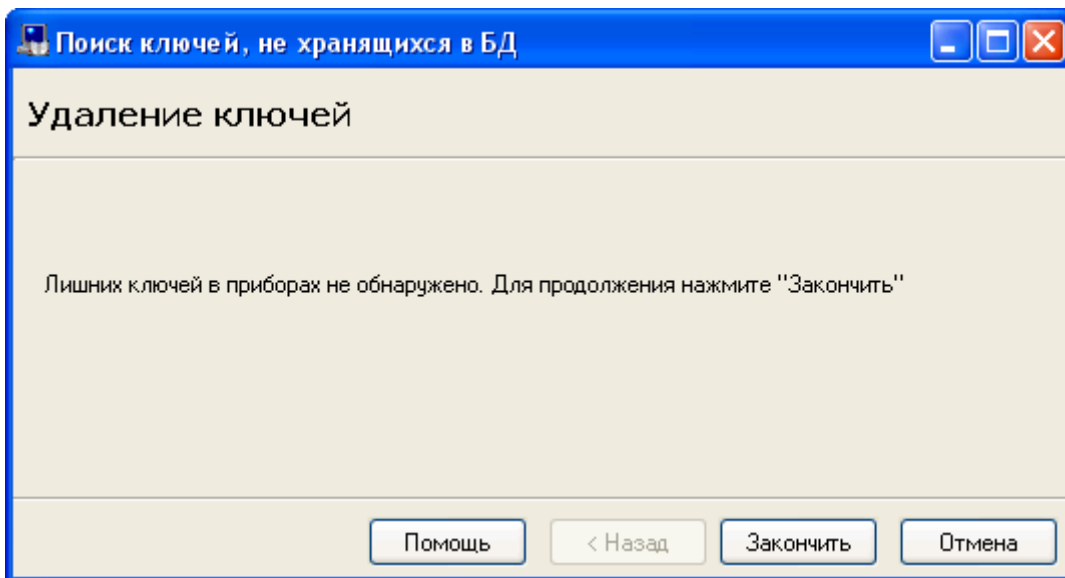 Поиск ключей, не хранящихся в БД
Удаление ключей
Лишних ключей в приборах не обнаружено. Для продолжения нажмите "Закончить"
Помощь
< Назад
Закончить
Отмена